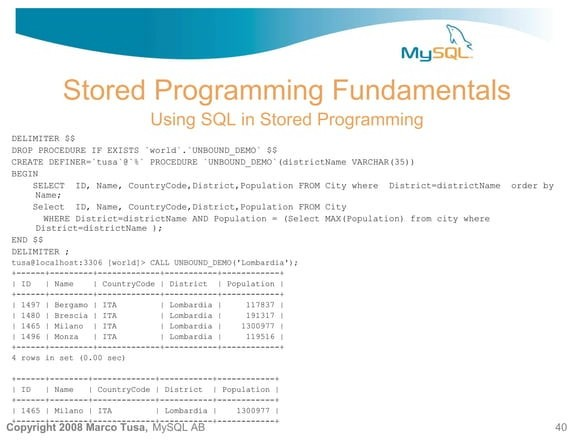 MySQL
Stored Programming Fundamentals
Using SQL in Stored Programming
DELIMITER $$
DROP PROCEDURE IF EXISTS `world`.`UNBOUND_DEMO` $$
CREATE DEFINER=`tusa`@`%` PROCEDURE `UNBOUND_DEMO`(districtName VARCHAR(35))
BEGIN
SELECT ID, Name, CountryCode,District,Population FROM City where District=districtName order by
Name;
Select ID, Name, CountryCode,District,Population FROM City
WHERE District=districtName AND Population = (Select MAX(Population) from city where
District=districtName );
END $$
DELIMITER ;
tusa@localhost:3306 [world]> CALL UNBOUND_DEMO('Lombardia');
+------+---------+-------------+-----------+------------+
| ID | Name | CountryCode | District | Population |
+------+---------+-------------+-----------+------------+
| 1497 | Bergamo | ITA | Lombardia | 117837 |
| 1480 | Brescia | ITA | Lombardia | 191317 |
| 1465 | Milano | ITA | Lombardia | 1300977 |
| 1496 | Monza | ITA | Lombardia | 119516 |
+------+---------+-------------+-----------+------------+
4 rows in set (0.00 sec)
+------+--------+-------------+-----------+------------+
| ID | Name | CountryCode | District | Population |
+------+--------+-------------+-----------+------------+
| 1465 | Milano | ITA | Lombardia | 1300977 |
+------+--------+-------------+-----------+------------+
Copyright 2008 Marco Tusa, MySQL AB
40